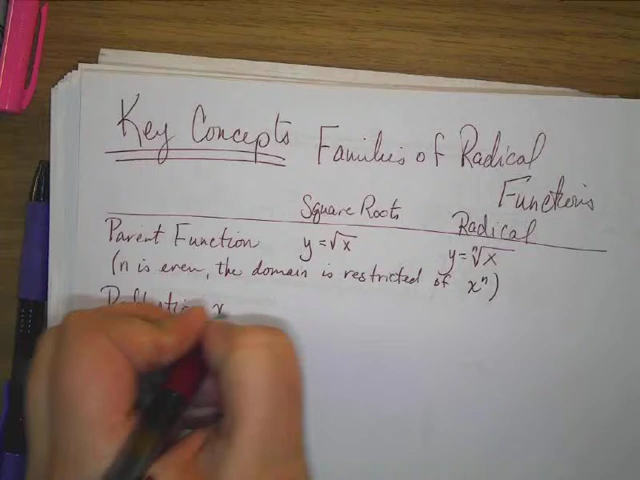 Key Concepts Families of Radical
Functions
Square Roots Radical
Parent Function y = √x y = ⁿ√x
(n is even, the domain is restricted of xⁿ)
x